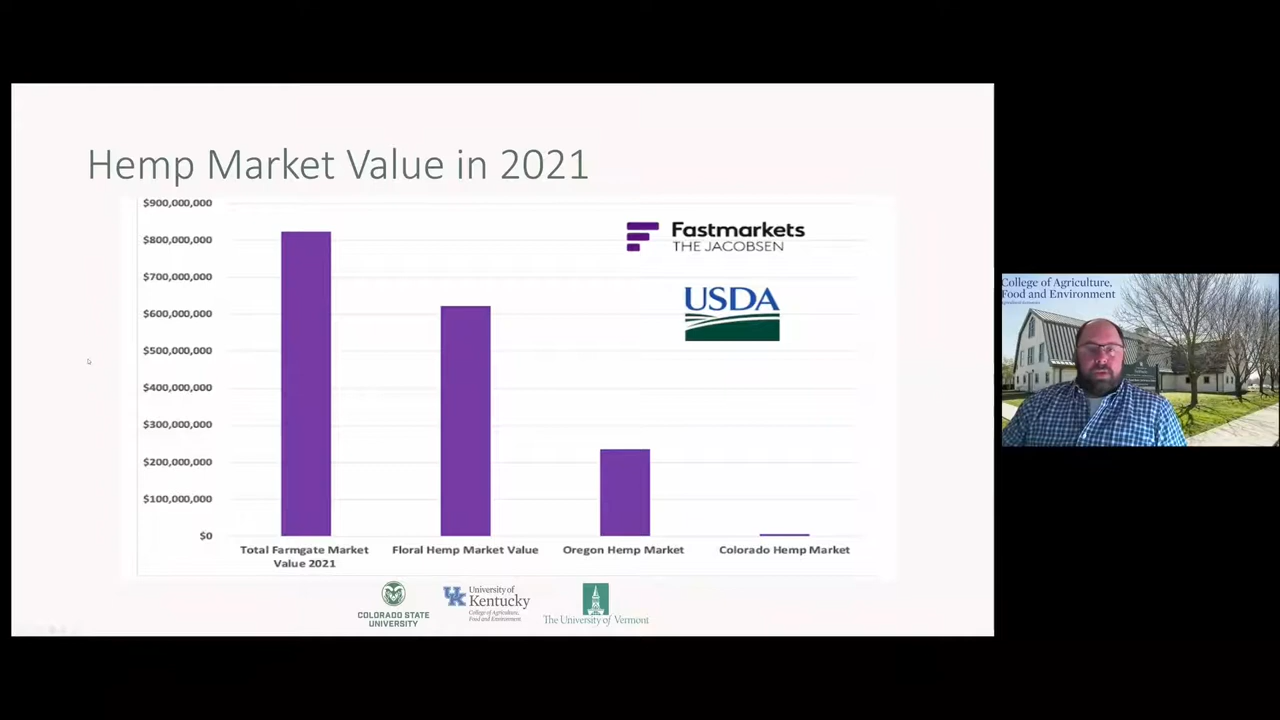 Hemp Market Value in 2021
$900,000,000
$800,000,000
$700,000,000
$600,000,000
$500,000,000
$400,000,000
$300,000,000
$200,000,000
$100,000,000
$0
Fastmarkets
THE JACOBSEN
USDA
Total Farmgate Market
Value 2021
Floral Hemp Market Value
Oregon Hemp Market
Colorado Hemp Market
COLORADO STATE
UNIVERSITY
UK
University of
Kentucky
College of Agriculture,
Food and Environment
The University of Vermont
College of Agriculture,
Food and Environment